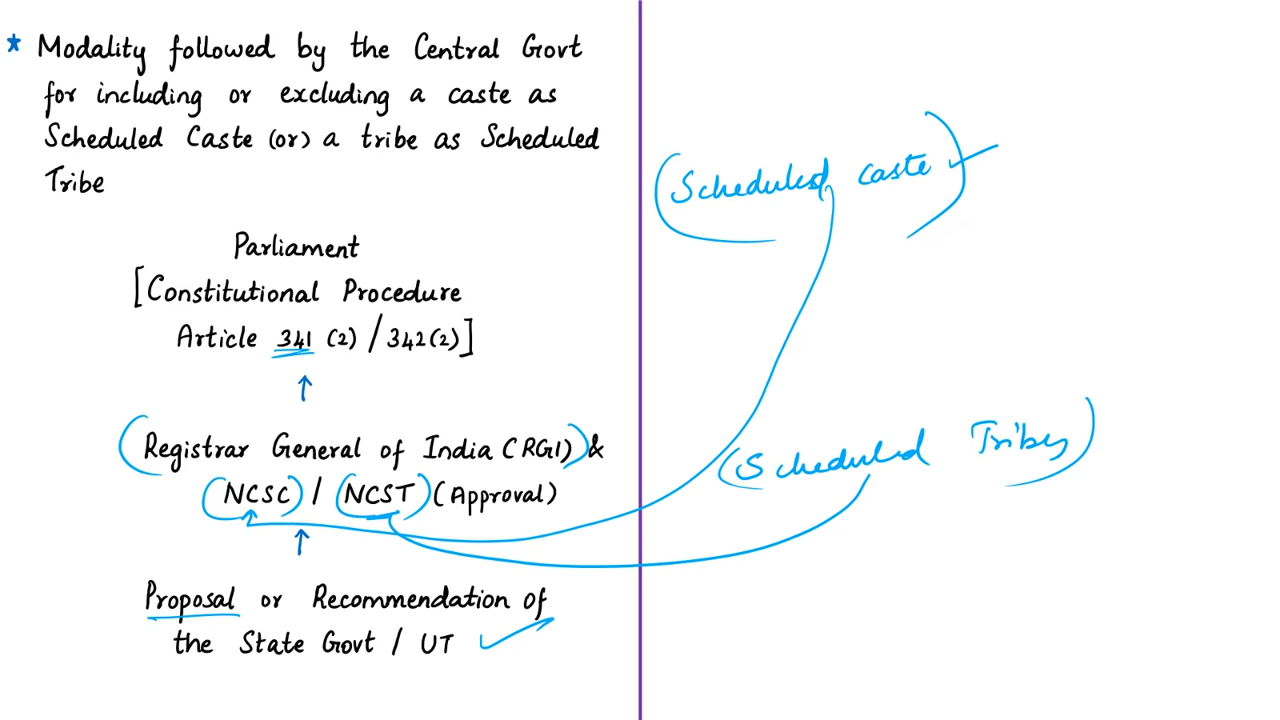 * Modality followed by the Central Govt
for including or excluding a caste as
Scheduled Caste (or) a tribe as Scheduled
Tribe
Parliament
[Constitutional Procedure
Article 341 (2) / 342(2)]
↑
(Registrar General of India (RGI)) &
(NCSC) / (NCST) (Approval)
↑
Proposal or Recommendation of
the State Govt / UT ✓
(Scheduled caste) ✓
(Scheduled Tribes)